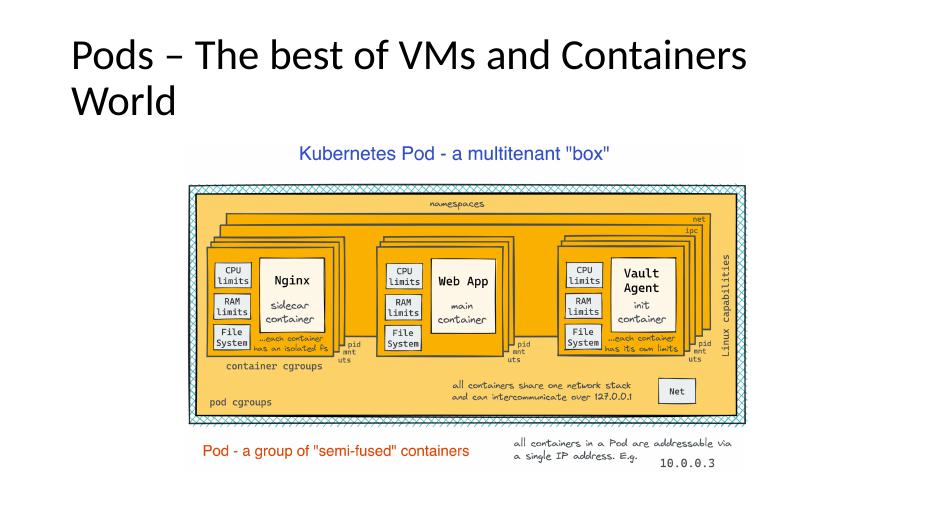 Pods – The best of VMs and Containers
World
Kubernetes Pod - a multitenant "box"
namespaces
net
ipc
CPU
limits
RAM
limits
File
System
Nginx
sidecar
container
...each container
has an isolated fs
pid
mnt
uts
container cgroups
CPU
limits
RAM
limits
File
System
Web App
main
container
pid
mnt
uts
CPU
limits
RAM
limits
File
System
Vault
Agent
init
container
...each container
has its own limits
pid
mnt
uts
Linux capabilities
all containers share one network stack
and can intercommunicate over 127.0.0.1
Net
pod cgroups
Pod - a group of "semi-fused" containers
all containers in a Pod are addressable via
a single IP address. E.g.
10.0.0.3